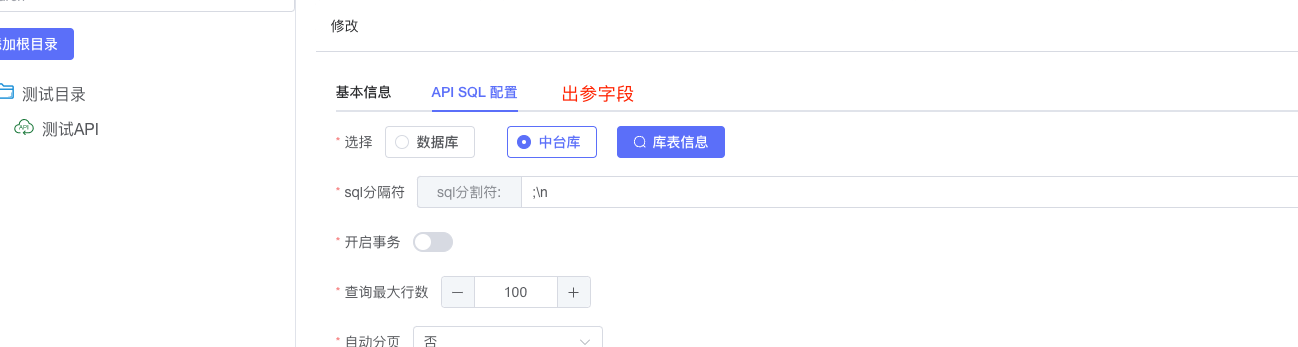 修改
加根目录
测试目录
测试API
基本信息 API SQL 配置 出参字段
* 选择 数据库 中台库 库表信息
* sql分隔符 sql分割符: ;\n
* 开启事务
* 查询最大行数 100
* 自动分页 否